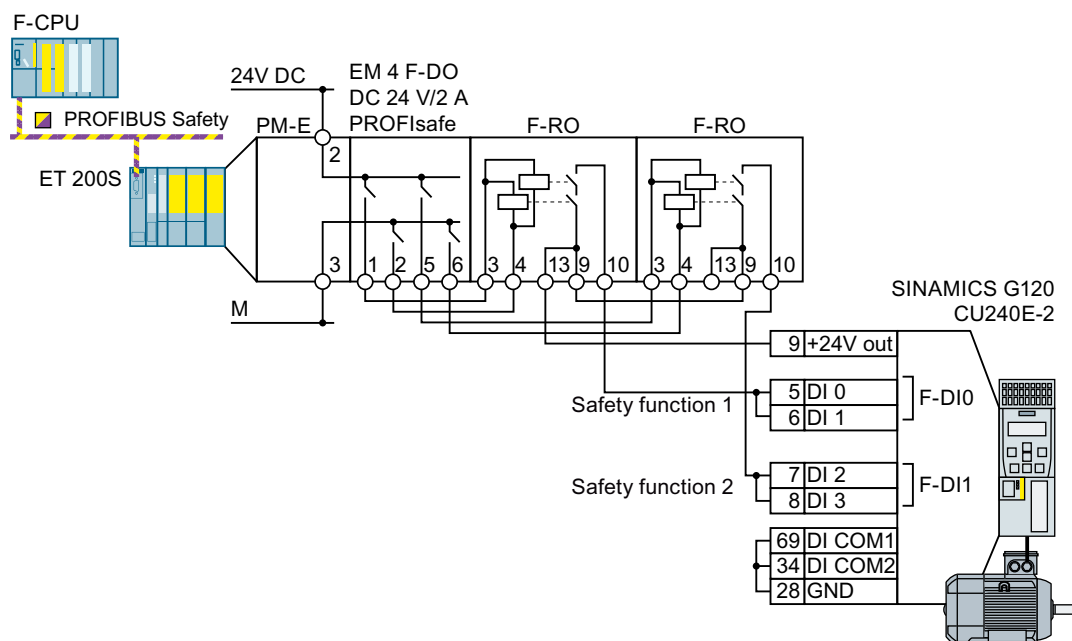 F-CPU
PROFIBUS Safety
ET 200S
24V DC
PM-E
EM 4 F-DO
DC 24 V/2 A
PROFIsafe
F-RO
F-RO
2
3
1
2
5
6
3
4
13
9
10
3
4
13
9
10
M
SINAMICS G120
CU240E-2
9 +24V out
Safety function 1
5 DI 0
6 DI 1
F-DI0
Safety function 2
7 DI 2
8 DI 3
F-DI1
69 DI COM1
34 DI COM2
28 GND